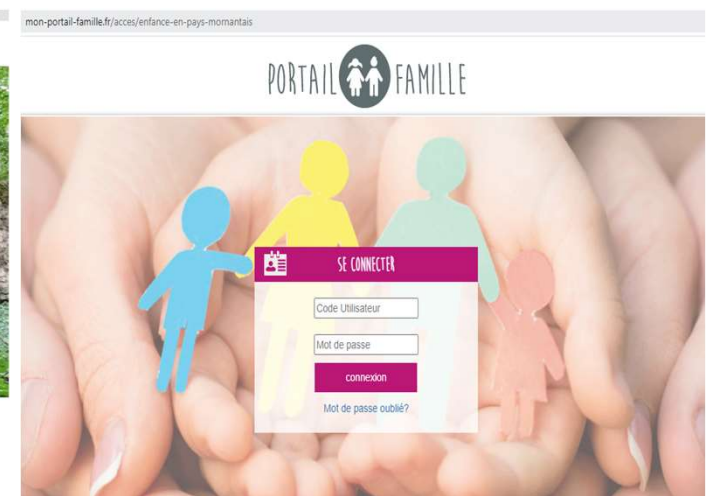 mon-portail-famille.fr/acces/enfance-en-pays-mornantais
PORTAIL FAMILLE
SE CONNECTER
Code Utilisateur
Mot de passe
connexion
Mot de passe oublié?